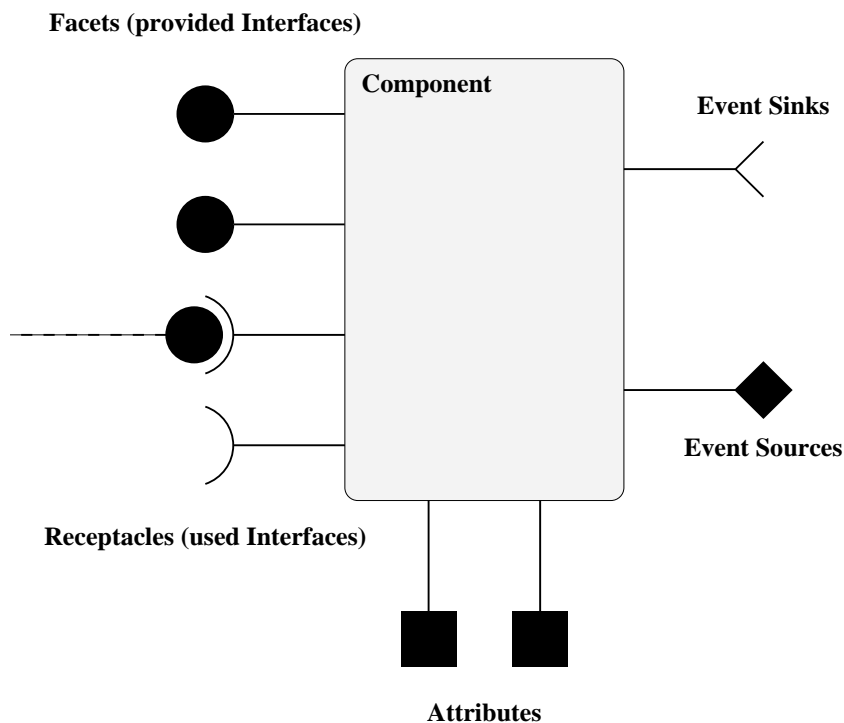 Facets (provided Interfaces)
Component
Event Sinks
Event Sources
Receptacles (used Interfaces)
Attributes